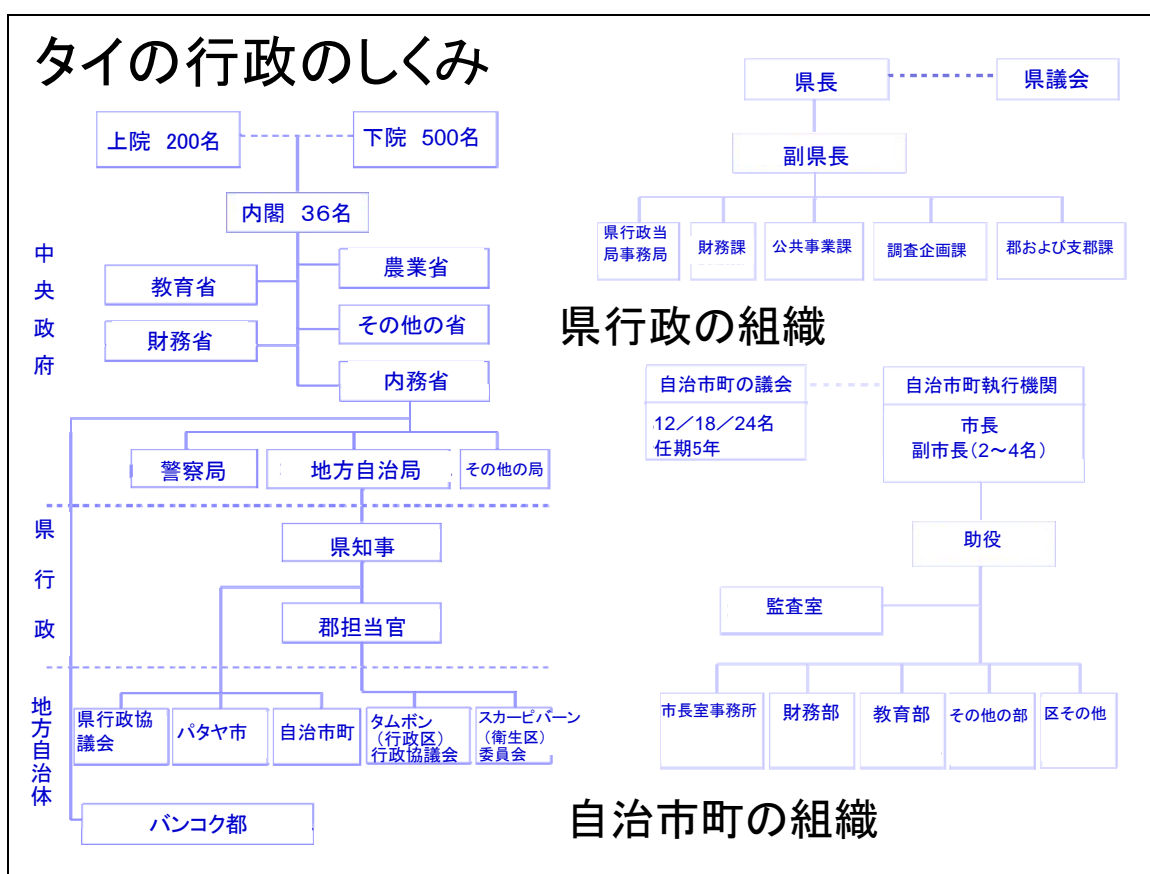 タイの行政のしくみ
上院 200名
下院 500名
内閣 36名
中央政府
農業省
教育省
その他の省
財務省
内務省
警察局
地方自治局
その他の局
県行政
県知事
郡担当官
地方自治体
県行政協
議会
パタヤ市
自治市町
タムボン
(行政区)
行政協議会
スカーピバーン
(衛生区)
委員会
バンコク都
県長
県議会
副県長
県行政当
局事務局
財務課
公共事業課
調査企画課
郡および支郡課
県行政の組織
自治市町の議会
12/18/24名
任期5年
自治市町執行機関
市長
副市長(2~4名)
助役
監査室
市長室事務所
財務部
教育部
その他の部
区その他
自治市町の組織